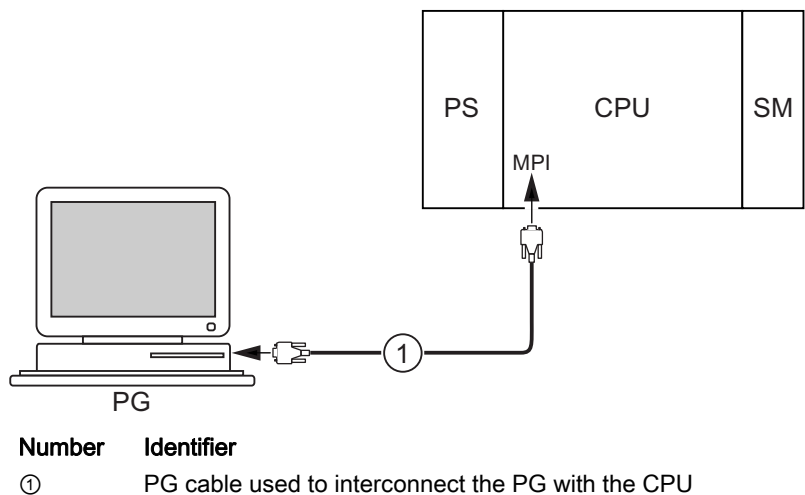 PS CPU SM
MPI
1
PG
Number Identifier
① PG cable used to interconnect the PG with the CPU